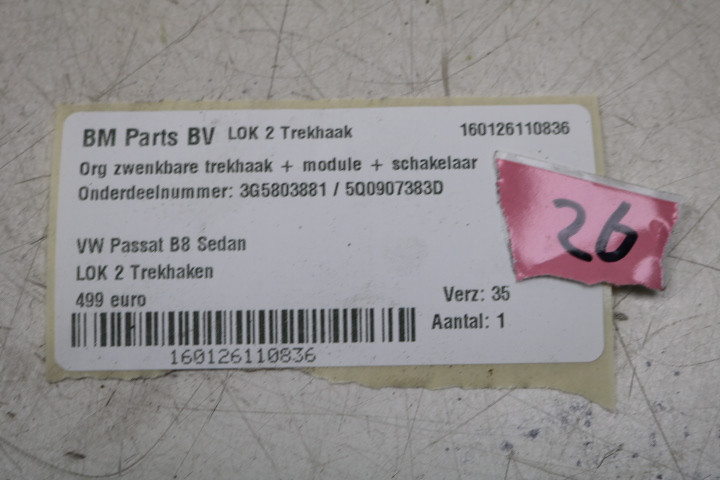 BM Parts BV LOK 2 Trekhaak 160126110836
Org zwenkbare trekhaak + module + schakelaar
Onderdeelnummer: 3G5803881 / 5Q0907383D
26
VW Passat B8 Sedan
LOK 2 Trekhaken
499 euro Verz: 35
Aantal: 1
160126110836